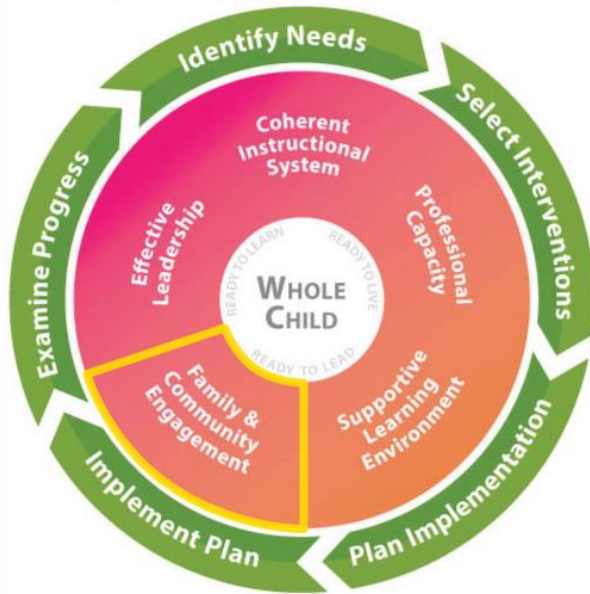 Identify Needs
Select Interventions
Plan Implementation
Implement Plan
Examine Progress
Coherent
Instructional
System
Professional
Capacity
Supportive
Learning
Environment
Family &
Community
Engagement
Effective
Leadership
READY TO LEARN
READY TO LIVE
READY TO LEAD
WHOLE
CHILD